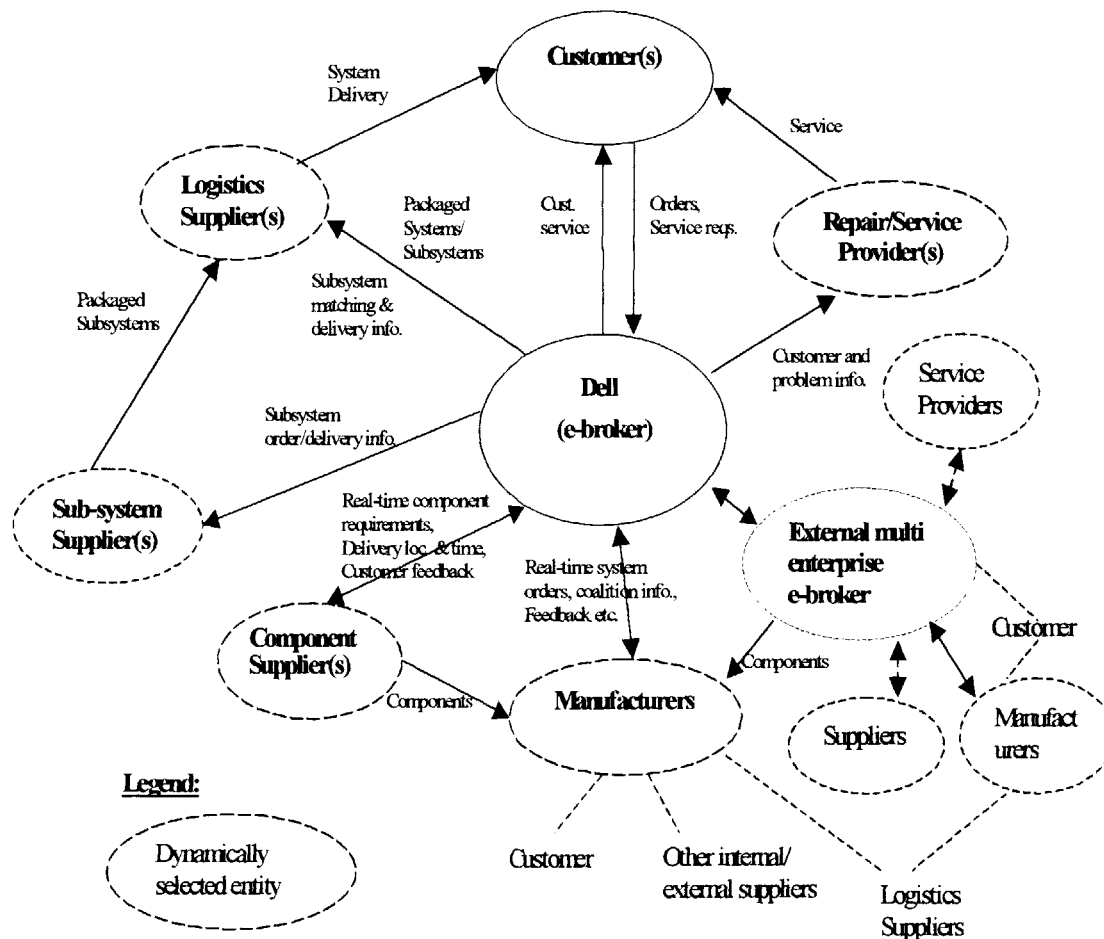 Customer(s)
System
Delivery
Service
Logistics
Supplier(s)
Packaged
Systems/
Subsystems
Cust.
service
Orders,
Service reqs.
Repair/Service
Provider(s)
Packaged
Subsystems
Subsystem
matching &
delivery info.
Customer and
problem info.
Service
Providers
Dell
(e-broker)
Subsystem
order/delivery info.
Sub-system
Supplier(s)
Real-time component
requirements,
Delivery loc. & time,
Customer feedback
External multi
enterprise
e-broker
Real-time system
orders, coalition info.,
Feedback etc.
Customer
Component
Supplier(s)
Components
Components
Manufacturers
Suppliers
Manufact
urers
Legend:
Dynamically
selected entity
Customer
Other internal/
external suppliers
Logistics
Suppliers